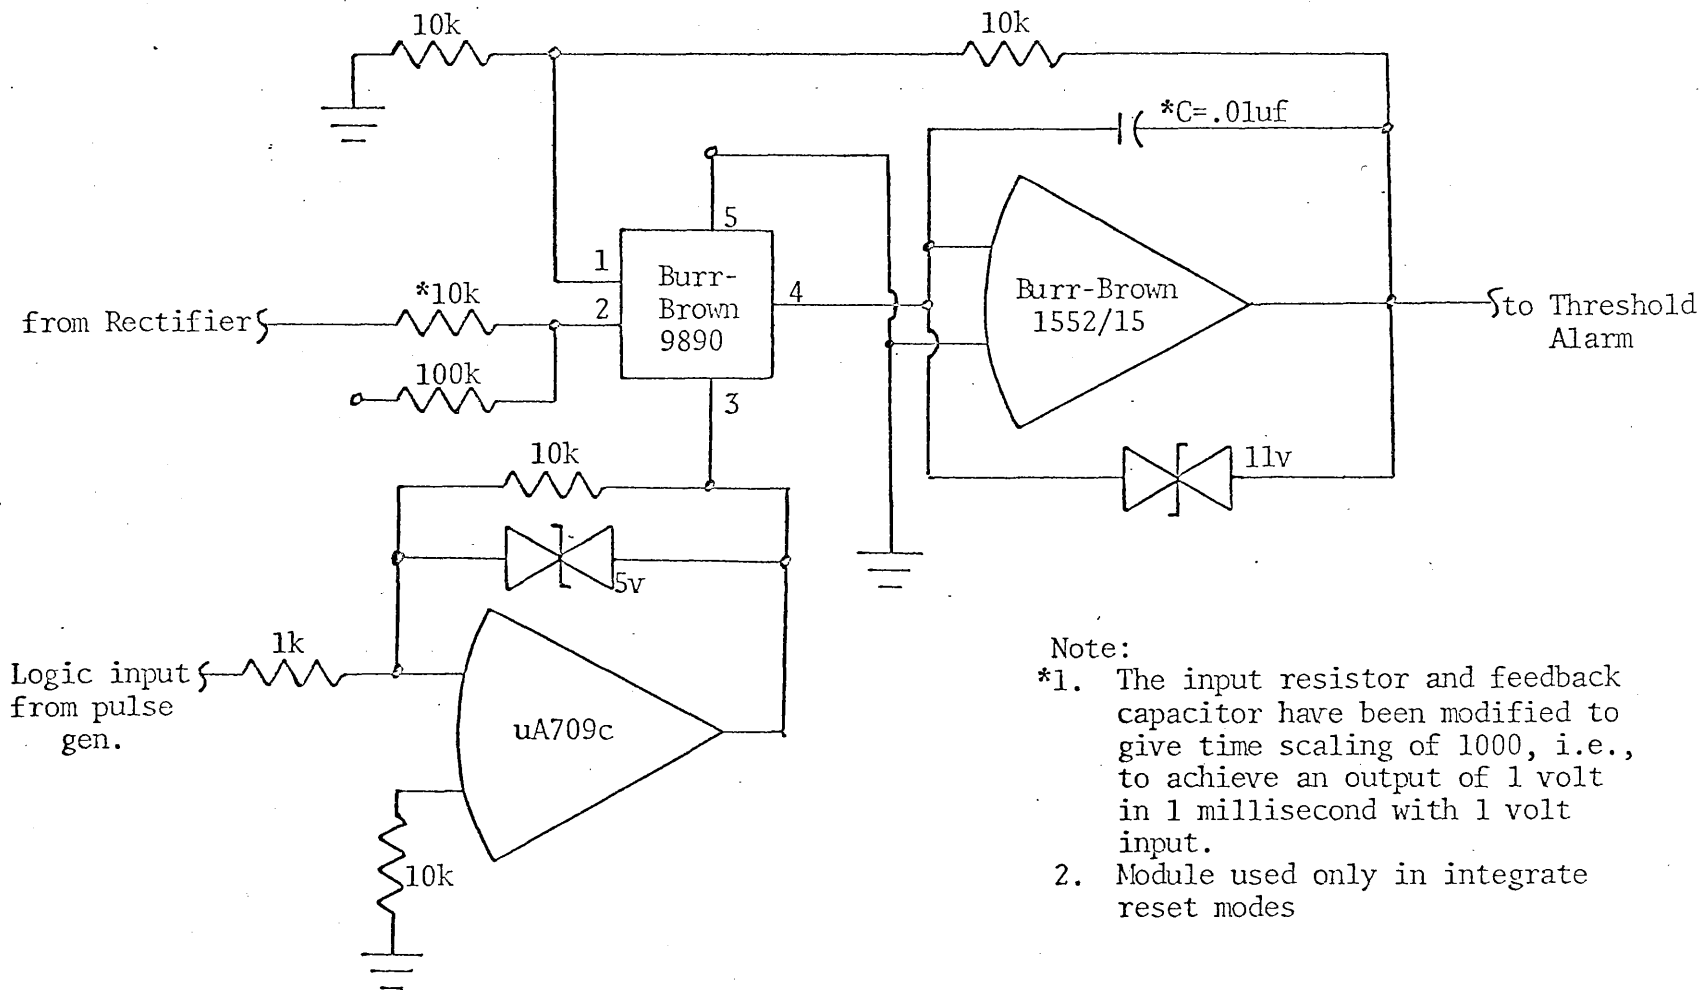 10k
10k
*C=.01uf
5
1
Burr-
Brown
9890
*10k
2
4
Burr-Brown
1552/15
from Rectifier
to Threshold
Alarm
100k
3
10k
11v
5v
1k
Logic input
from pulse
gen.
uA709c
10k
Note:
*1. The input resistor and feedback
capacitor have been modified to
give time scaling of 1000, i.e.,
to achieve an output of 1 volt
in 1 millisecond with 1 volt
input.
2. Module used only in integrate
reset modes